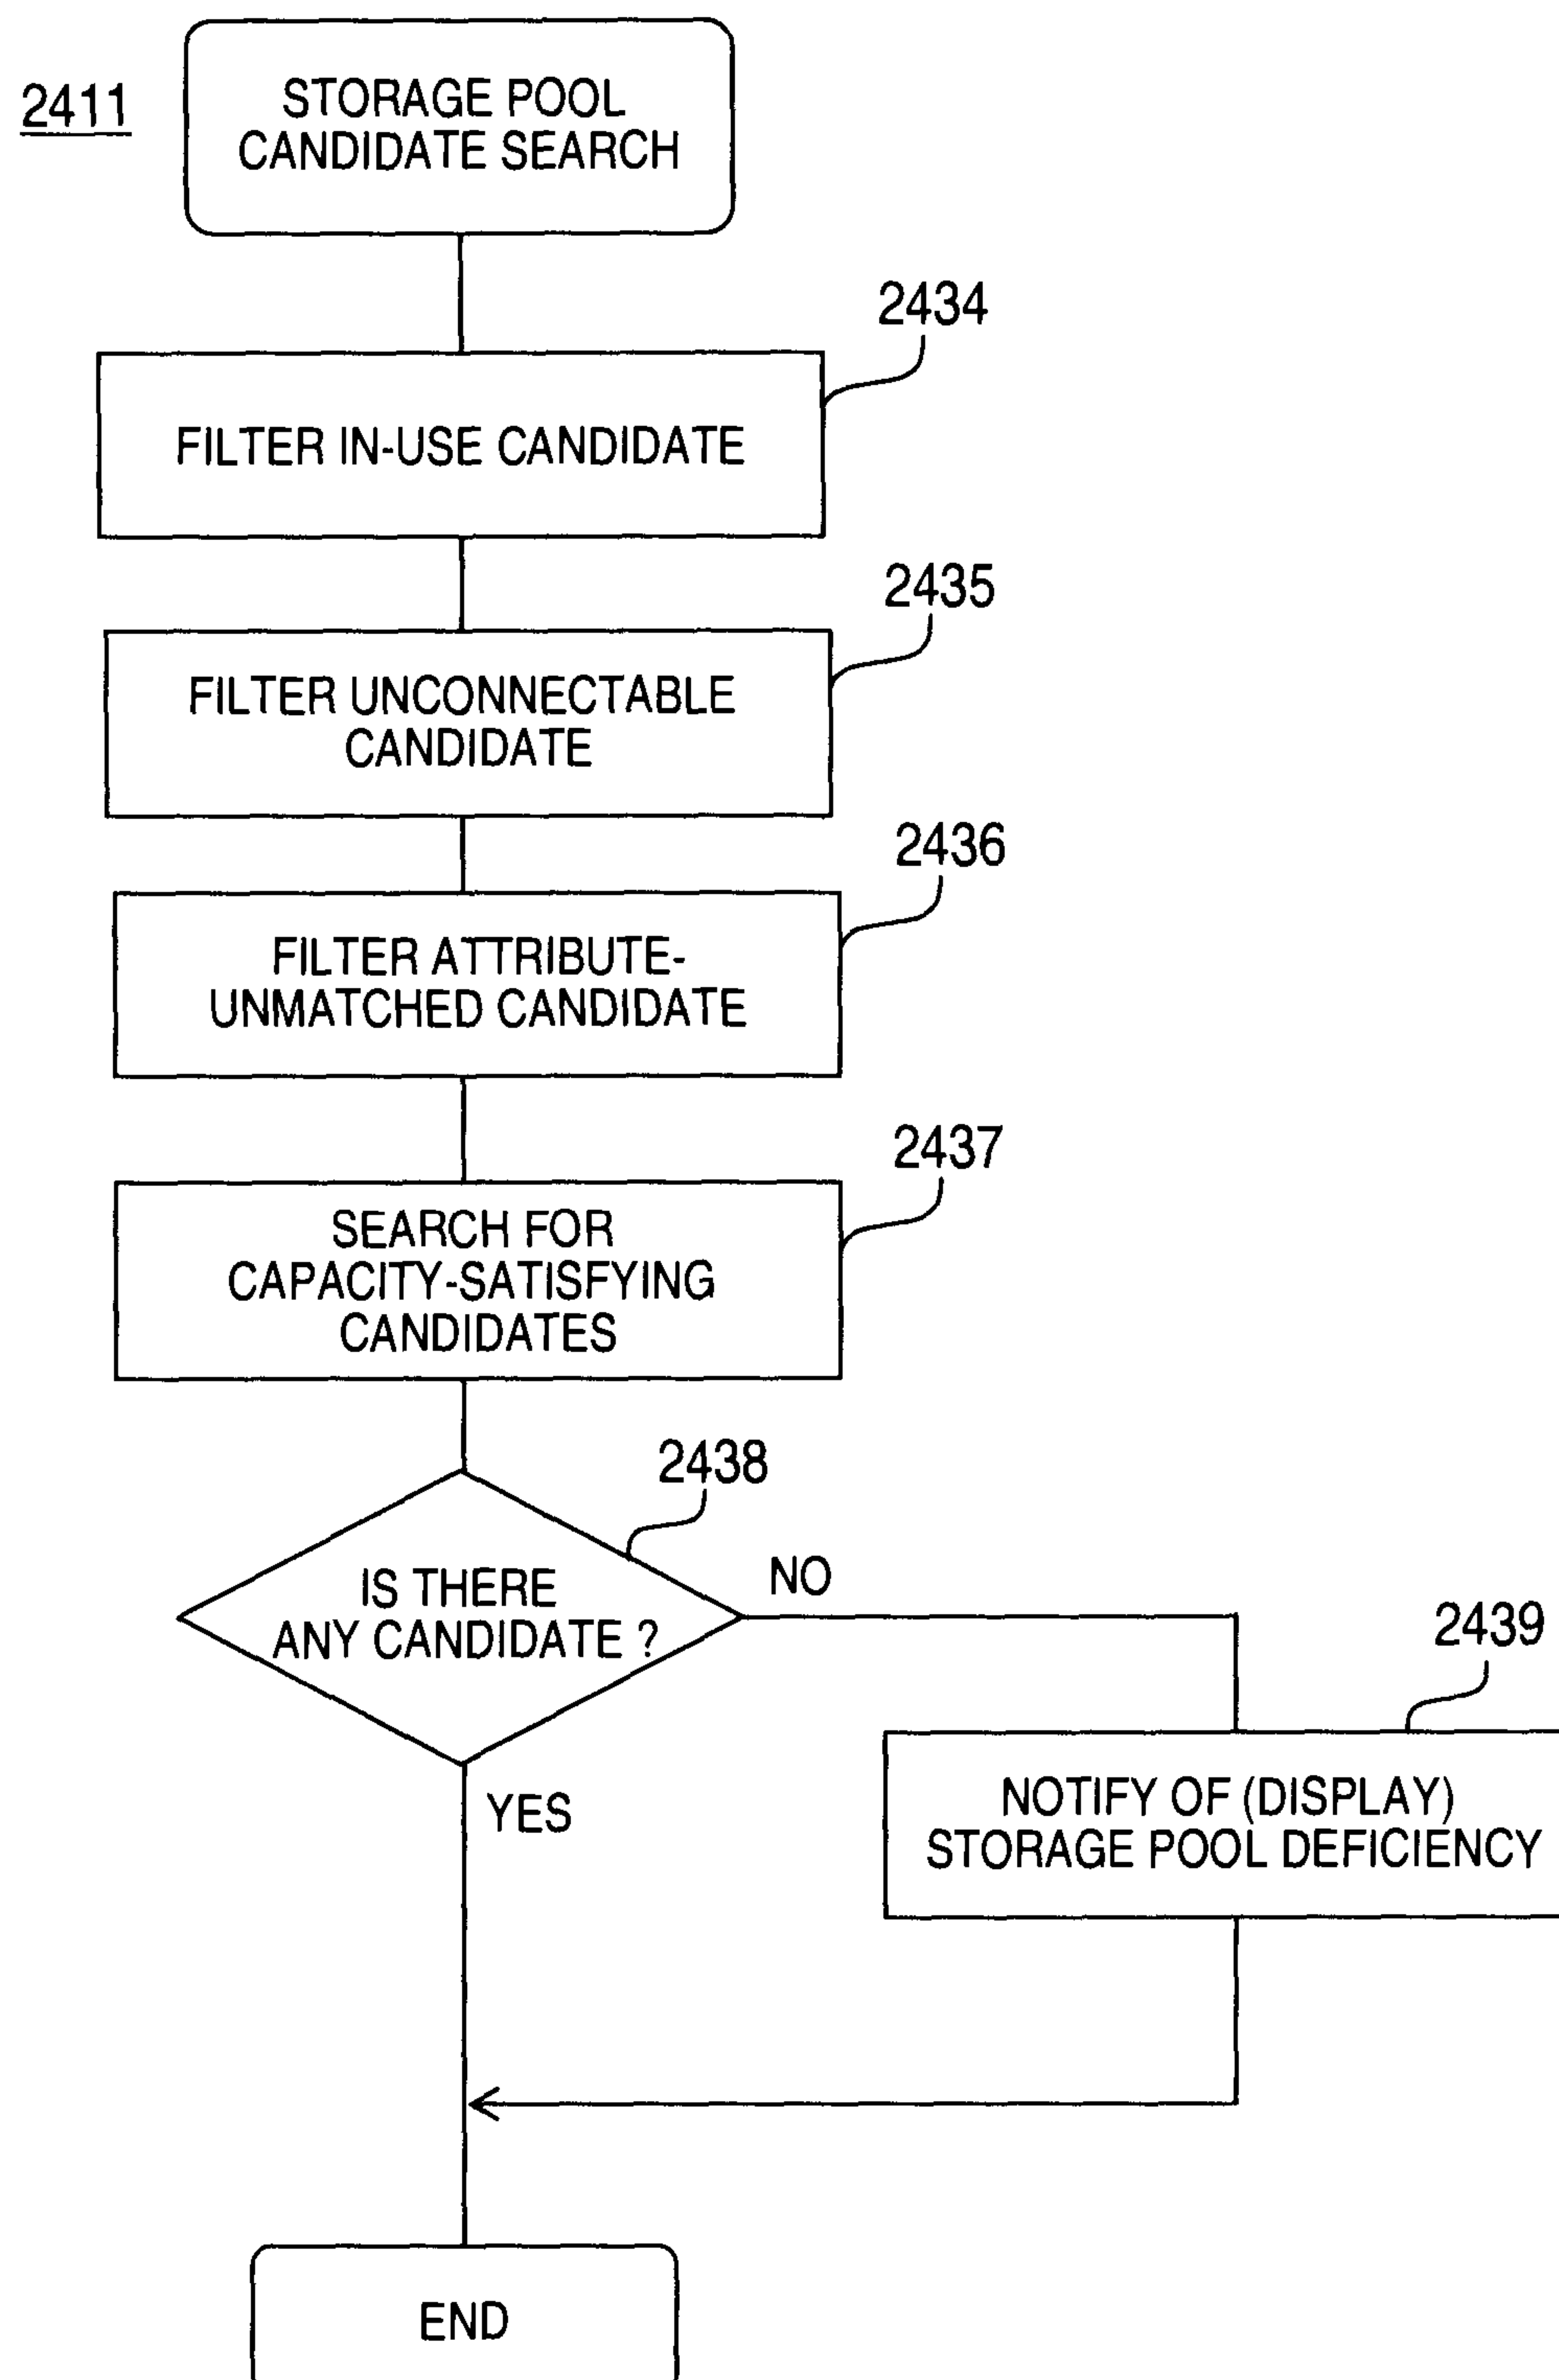 2411
STORAGE POOL
CANDIDATE SEARCH
2434
FILTER IN-USE CANDIDATE
2435
FILTER UNCONNECTABLE
CANDIDATE
2436
FILTER ATTRIBUTE-
UNMATCHED CANDIDATE
2437
SEARCH FOR
CAPACITY-SATISFYING
CANDIDATES
2438
IS THERE
ANY CANDIDATE ?
NO
YES
2439
NOTIFY OF (DISPLAY)
STORAGE POOL DEFICIENCY
END